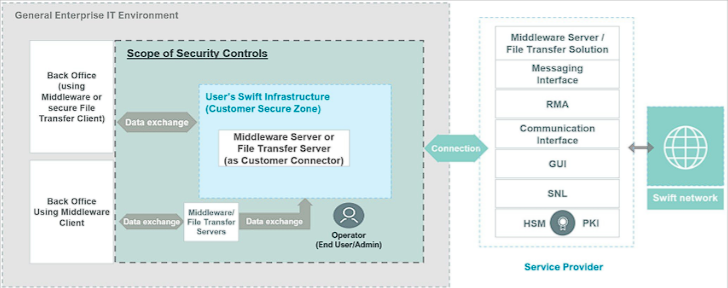 General Enterprise IT Environment
Scope of Security Controls
Back Office
(using
Middleware or
secure File
Transfer Client)
Data exchange
User's Swift Infrastructure
(Customer Secure Zone)
Middleware Server or
File Transfer Server
(as Customer Connector)
Back Office
Using Middleware
Client
Data exchange
Middleware/
File Transfer
Servers
Data exchange
Operator
(End User/Admin)
Connection
Middleware Server /
File Transfer Solution
Messaging
Interface
RMA
Communication
Interface
GUI
SNL
HSM PKI
Service Provider
Swift network